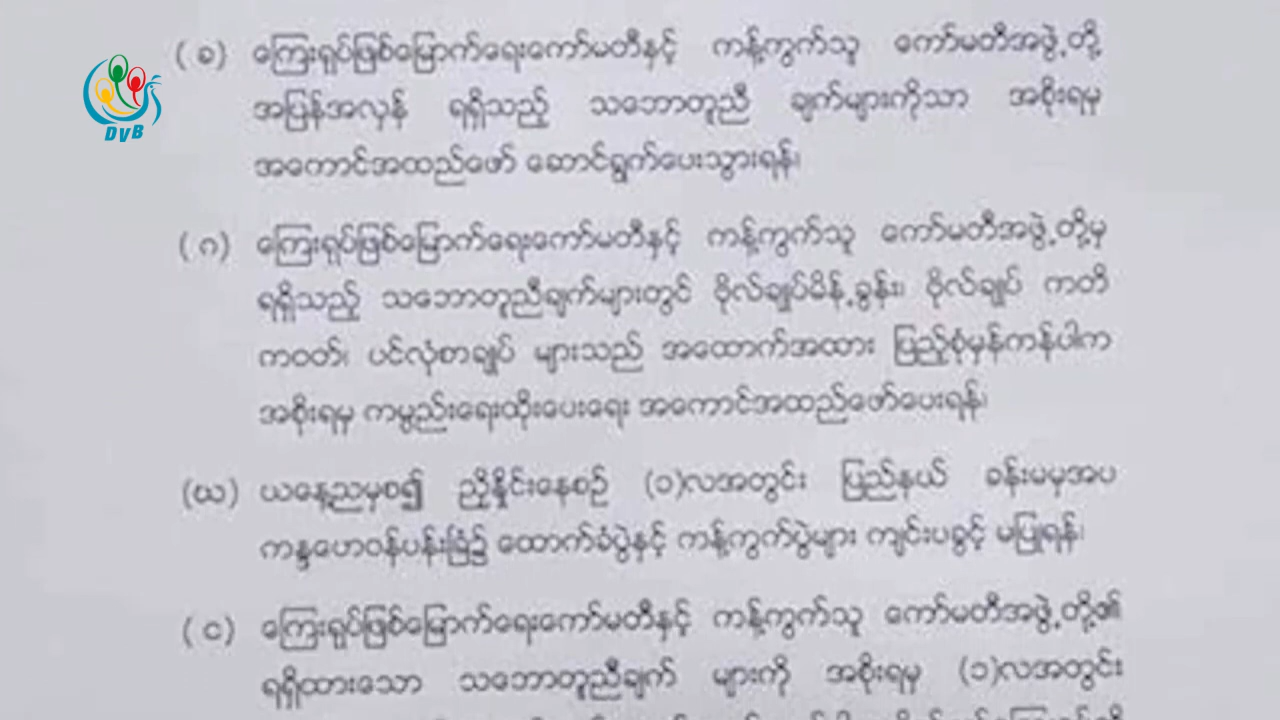 DVB
(ခ) ကြေးရုပ်ဖြစ်မြောက်ရေးကော်မတီနှင့် ကန့်ကွက်သူ ကော်မတီအဖွဲ့တို့
အပြန်အလှန် ရရှိသည့် သဘောတူညီ ချက်များကိုသာ အစိုးရမှ
အကောင်အထည်ဖော် ဆောင်ရွက်ပေးသွားရန်၊
(ဂ) ကြေးရုပ်ဖြစ်မြောက်ရေးကော်မတီနှင့် ကန့်ကွက်သူ ကော်မတီအဖွဲ့တို့မှ
ရရှိသည့် သဘောတူညီချက်များတွင် ဗိုလ်ချုပ်မိန့်ခွန်း၊ ဗိုလ်ချုပ် ကတိ
ကဝတ်၊ ပင်လုံစာချုပ် များသည် အထောက်အထား ပြည့်စုံမှန်ကန်ပါက
အစိုးရမှ ကမ္ပည်းရေးထိုးပေးရေး အကောင်အထည်ဖော်ပေးရန်၊
(ဃ) ယနေ့ညမှစ၍ ညှိနှိုင်းနေစဉ် (၁)လအတွင်း ပြည်နယ် ခန်းမမှအပ
ကန္ဒဟေဝန်ပန်းခြံ၌ ထောက်ခံပွဲနှင့် ကန့်ကွက်ပွဲများ ကျင်းပခွင့် မပြုရန်၊
(င) ကြေးရုပ်ဖြစ်မြောက်ရေးကော်မတီနှင့် ကန့်ကွက်သူ ကော်မတီအဖွဲ့တို့၏
ရရှိထားသော သဘောတူညီချက် များကို အစိုးရမှ (၁)လအတွင်း